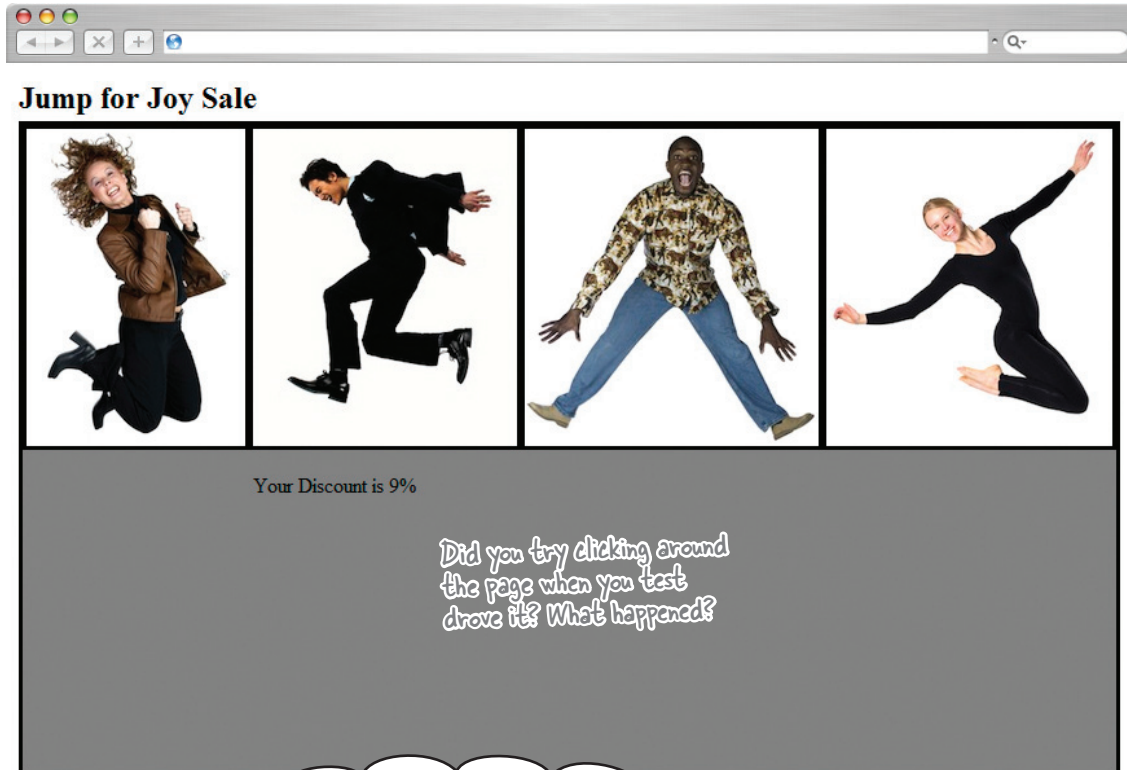 Jump for Joy Sale
Your Discount is 9%
Did you try clicking around
the page when you test
drove it? What happened?